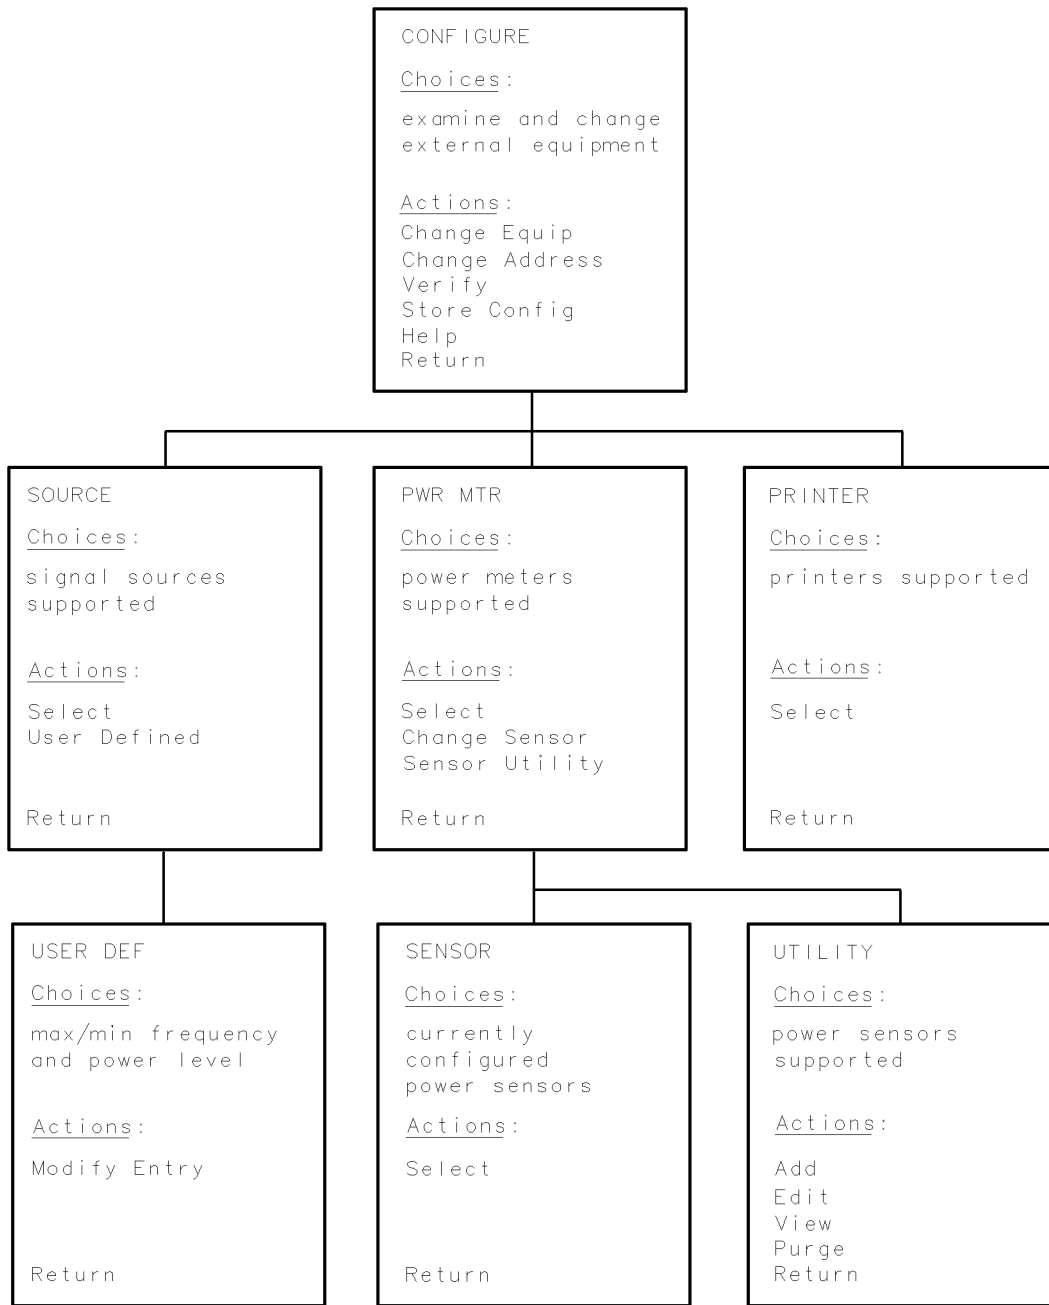 CONFIGURE
Choices:
examine and change
external equipment
Actions:
Change Equip
Change Address
Verify
Store Config
Help
Return
SOURCE
Choices:
signal sources
supported
Actions:
Select
User Defined
Return
PWR MTR
Choices:
power meters
supported
Actions:
Select
Change Sensor
Sensor Utility
Return
PRINTER
Choices:
printers supported
Actions:
Select
Return
USER DEF
Choices:
max/min frequency
and power level
Actions:
Modify Entry
Return
SENSOR
Choices:
currently
configured
power sensors
Actions:
Select
Return
UTILITY
Choices:
power sensors
supported
Actions:
Add
Edit
View
Purge
Return